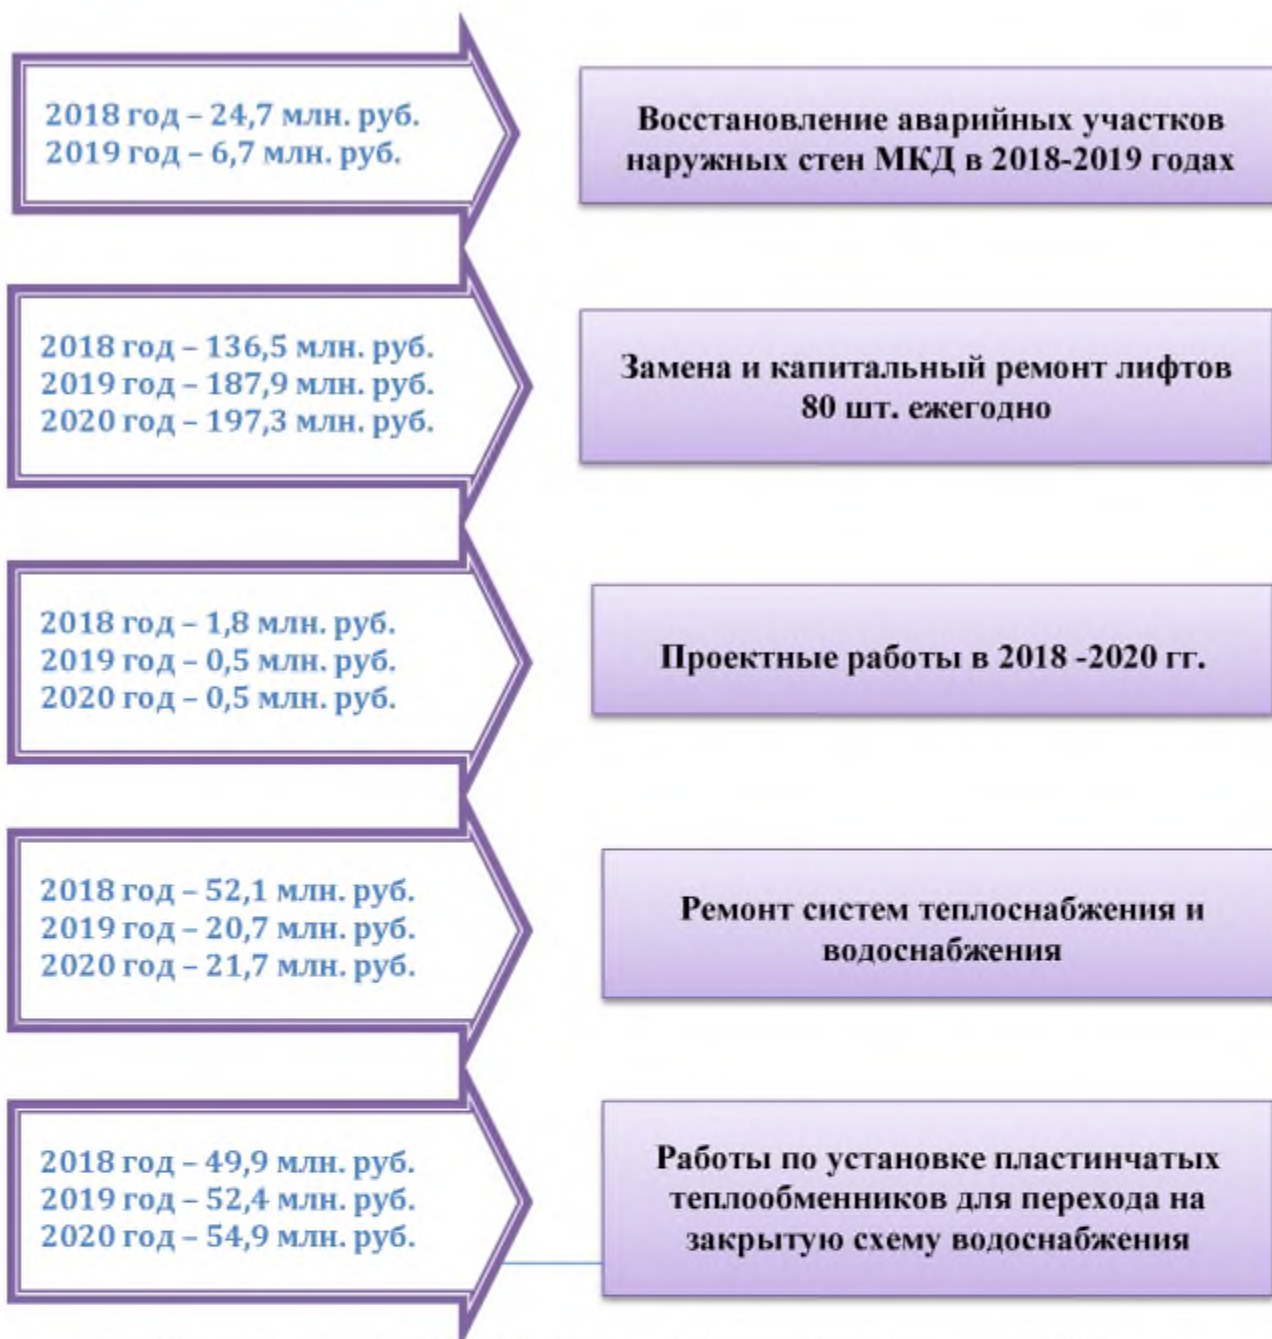 2018 год – 24,7 млн. руб.
2019 год – 6,7 млн. руб.
Восстановление аварийных участков
наружных стен МКД в 2018-2019 годах
2018 год – 136,5 млн. руб.
2019 год – 187,9 млн. руб.
2020 год – 197,3 млн. руб.
Замена и капитальный ремонт лифтов
80 шт. ежегодно
2018 год – 1,8 млн. руб.
2019 год – 0,5 млн. руб.
2020 год – 0,5 млн. руб.
Проектные работы в 2018 -2020 гг.
2018 год – 52,1 млн. руб.
2019 год – 20,7 млн. руб.
2020 год – 21,7 млн. руб.
Ремонт систем теплоснабжения и
водоснабжения
2018 год – 49,9 млн. руб.
2019 год – 52,4 млн. руб.
2020 год – 54,9 млн. руб.
Работы по установке пластинчатых
теплообменников для перехода на
закрытую схему водоснабжения